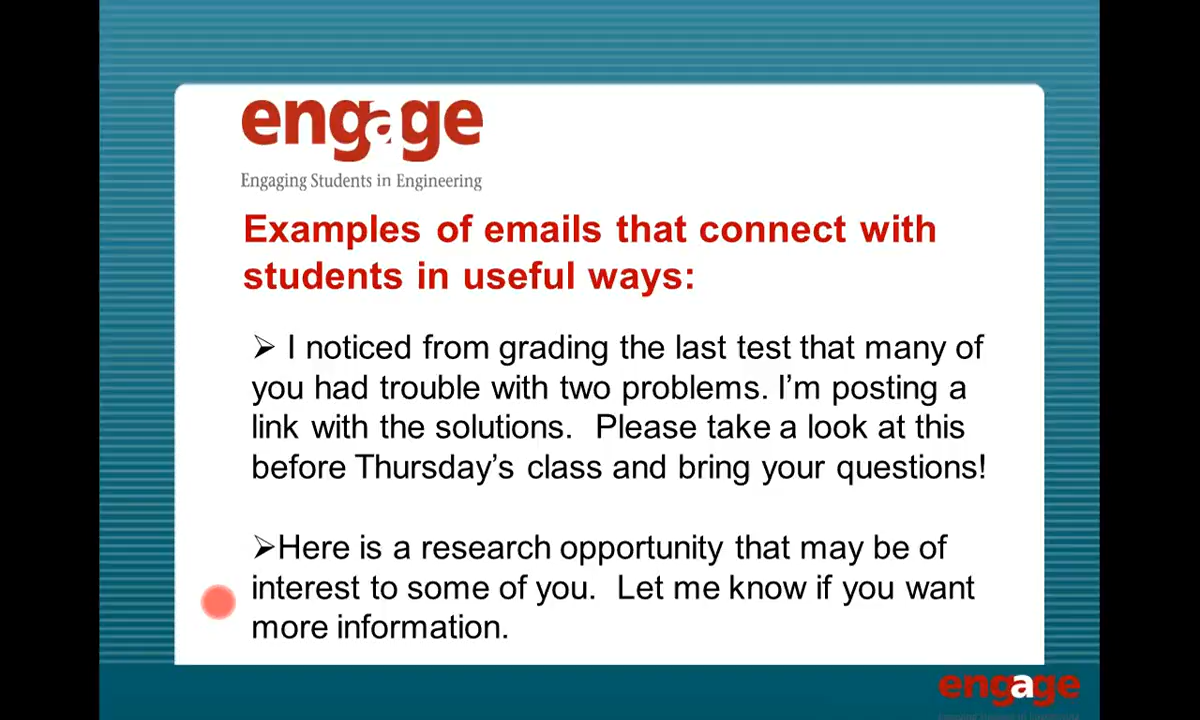 engage
Engaging Students in Engineering
Examples of emails that connect with
students in useful ways:
➢ I noticed from grading the last test that many of
you had trouble with two problems. I’m posting a
link with the solutions.  Please take a look at this
before Thursday’s class and bring your questions!
➢Here is a research opportunity that may be of
interest to some of you.  Let me know if you want
more information.
engage